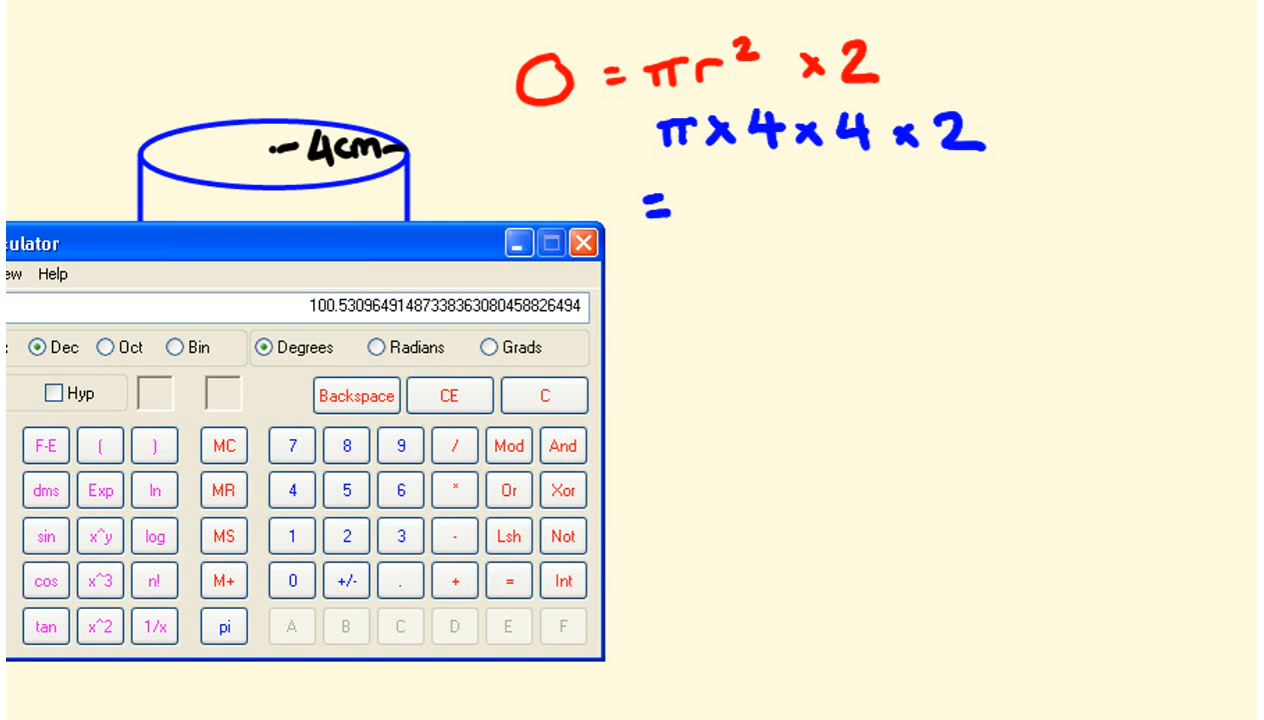 O = πr² × 2
π × 4 × 4 × 2
=
4cm
culator
ew Help
100.53096491487338363080458826494
: Dec Oct Bin Degrees Radians Grads
Hyp Backspace CE C
F-E ( ) MC 7 8 9 / Mod And
dms Exp ln MR 4 5 6 * Or Xor
sin x^y log MS 1 2 3 - Lsh Not
cos x^3 n! M+ 0 +/- . + = Int
tan x^2 1/x pi A B C D E F